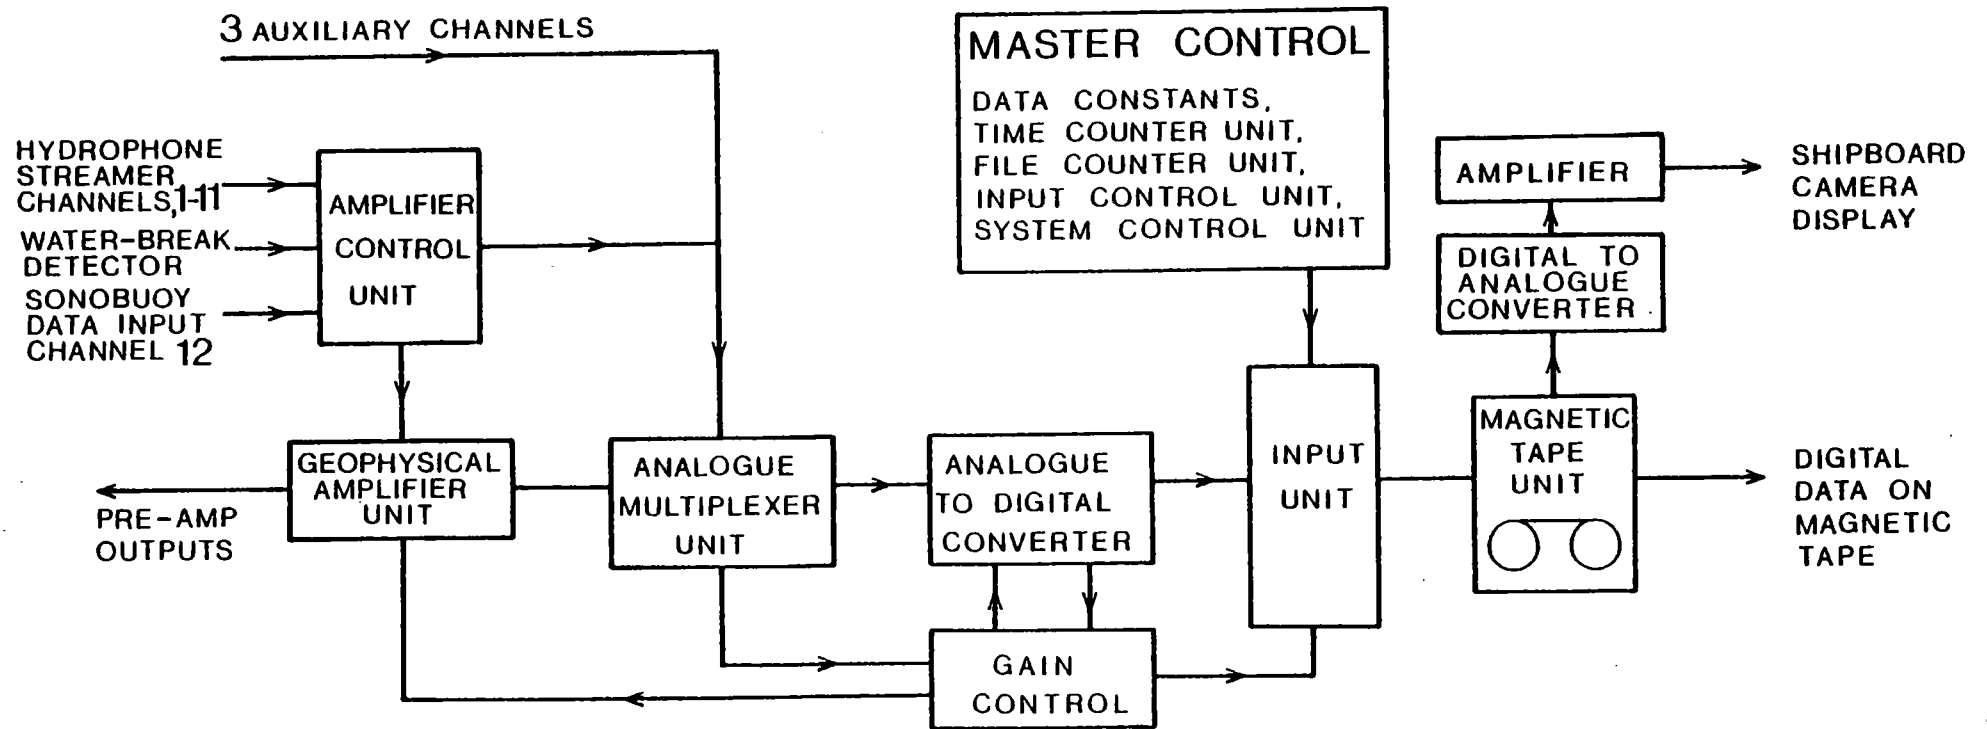 3 AUXILIARY CHANNELS
MASTER CONTROL
DATA CONSTANTS,
TIME COUNTER UNIT,
FILE COUNTER UNIT,
INPUT CONTROL UNIT,
SYSTEM CONTROL UNIT
HYDROPHONE
STREAMER
CHANNELS,1-11
WATER-BREAK
DETECTOR
SONOBUOY
DATA INPUT
CHANNEL 12
AMPLIFIER
CONTROL
UNIT
AMPLIFIER
SHIPBOARD
CAMERA
DISPLAY
DIGITAL TO
ANALOGUE
CONVERTER
GEOPHYSICAL
AMPLIFIER
UNIT
PRE-AMP
OUTPUTS
ANALOGUE
MULTIPLEXER
UNIT
ANALOGUE
TO DIGITAL
CONVERTER
INPUT
UNIT
MAGNETIC
TAPE
UNIT
DIGITAL
DATA ON
MAGNETIC
TAPE
GAIN
CONTROL